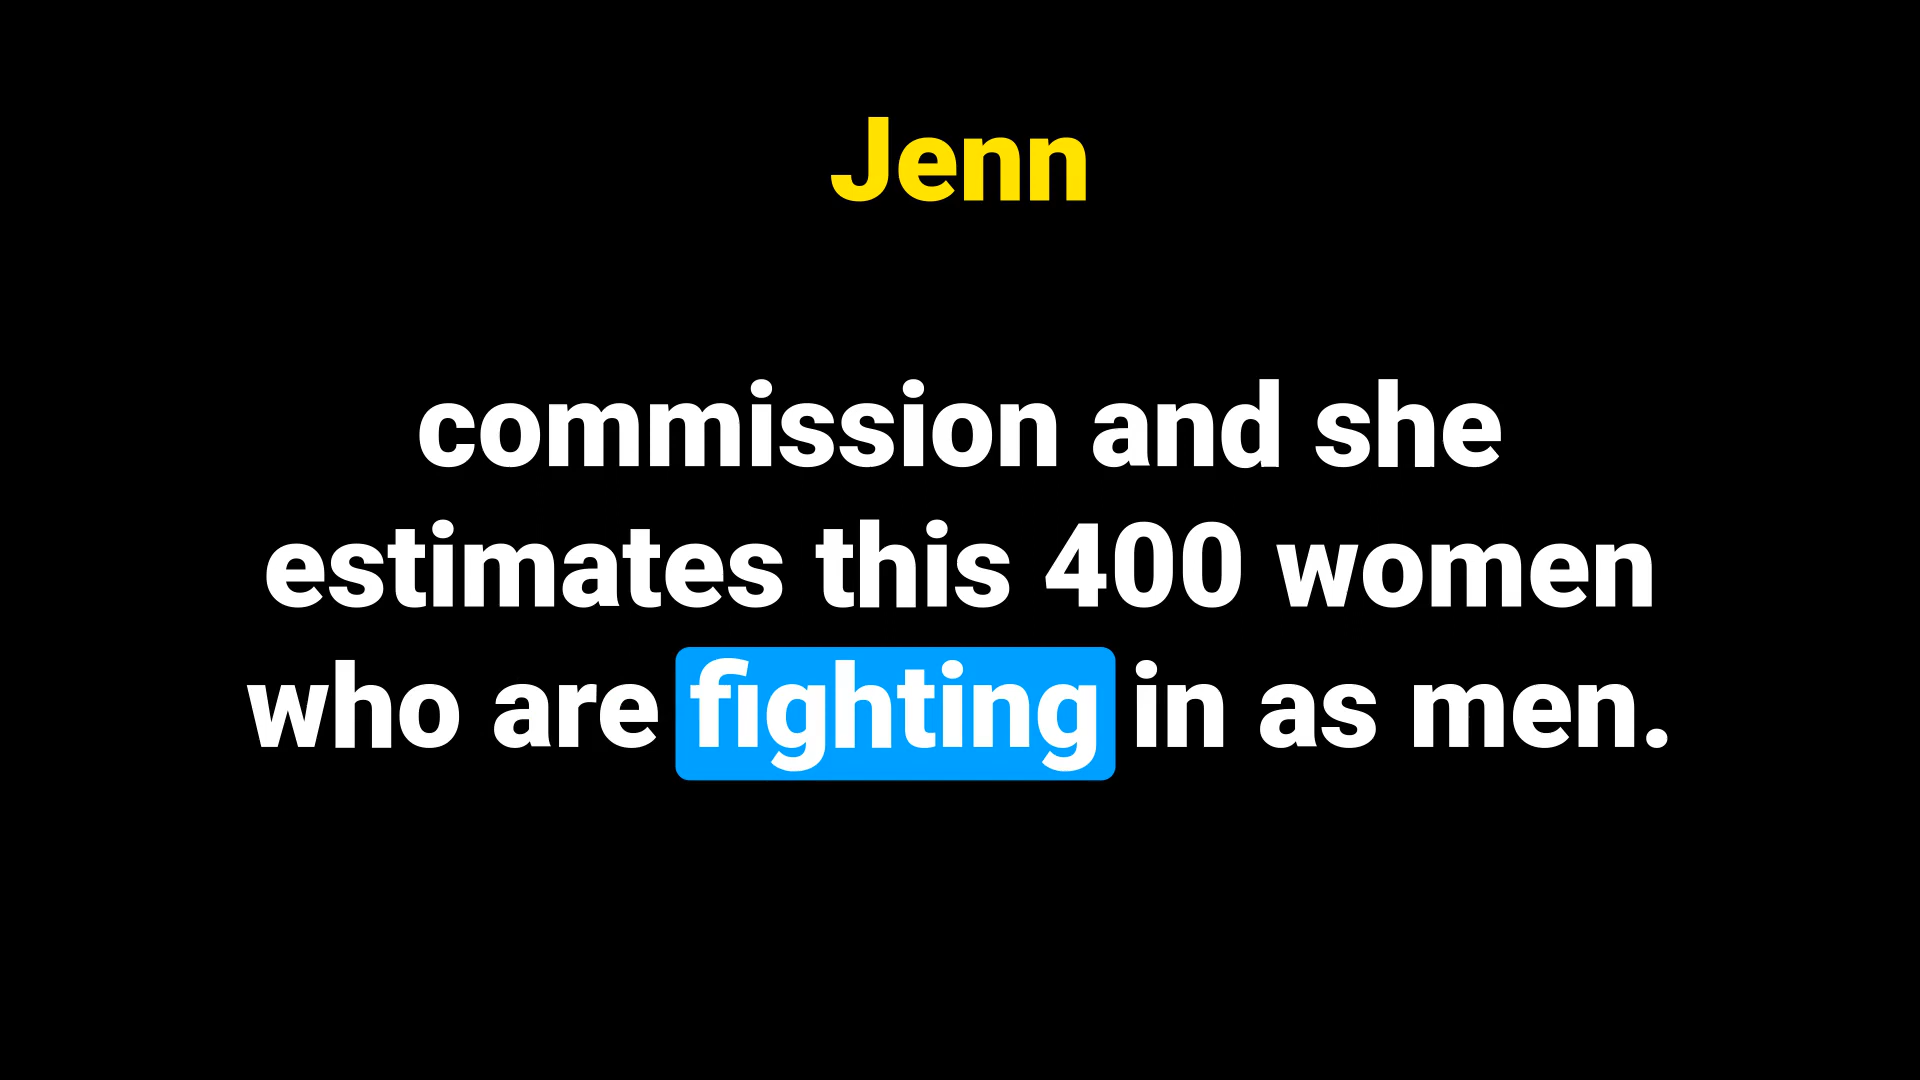 Jenn
commission and she
estimates this 400 women
who are fighting in as men.